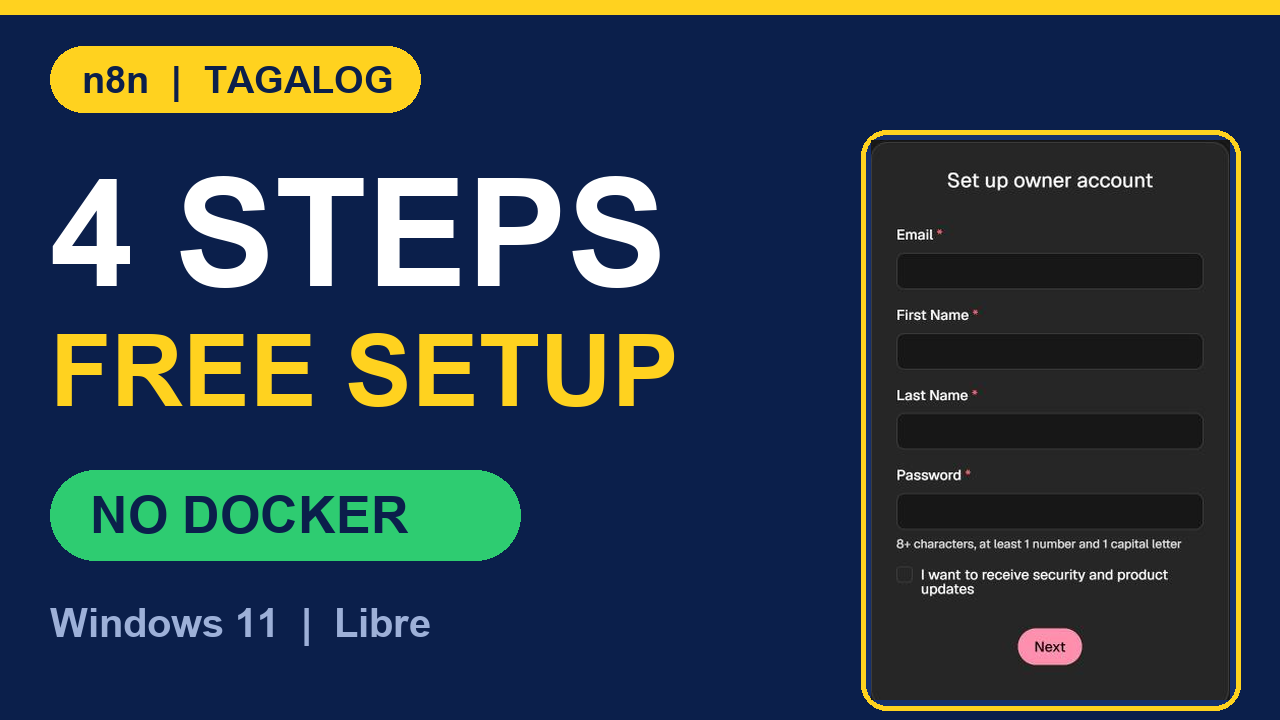 n8n | TAGALOG
4 STEPS
FREE SETUP
NO DOCKER
Windows 11 | Libre
Set up owner account
Email *
First Name *
Last Name *
Password *
8+ characters, at least 1 number and 1 capital letter
I want to receive security and product
updates
Next